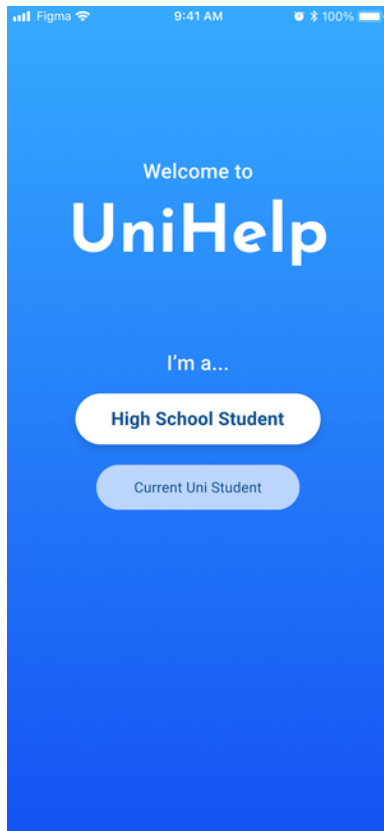 Figma 9:41 AM 100%
Welcome to
UniHelp
I'm a...
High School Student
Current Uni Student